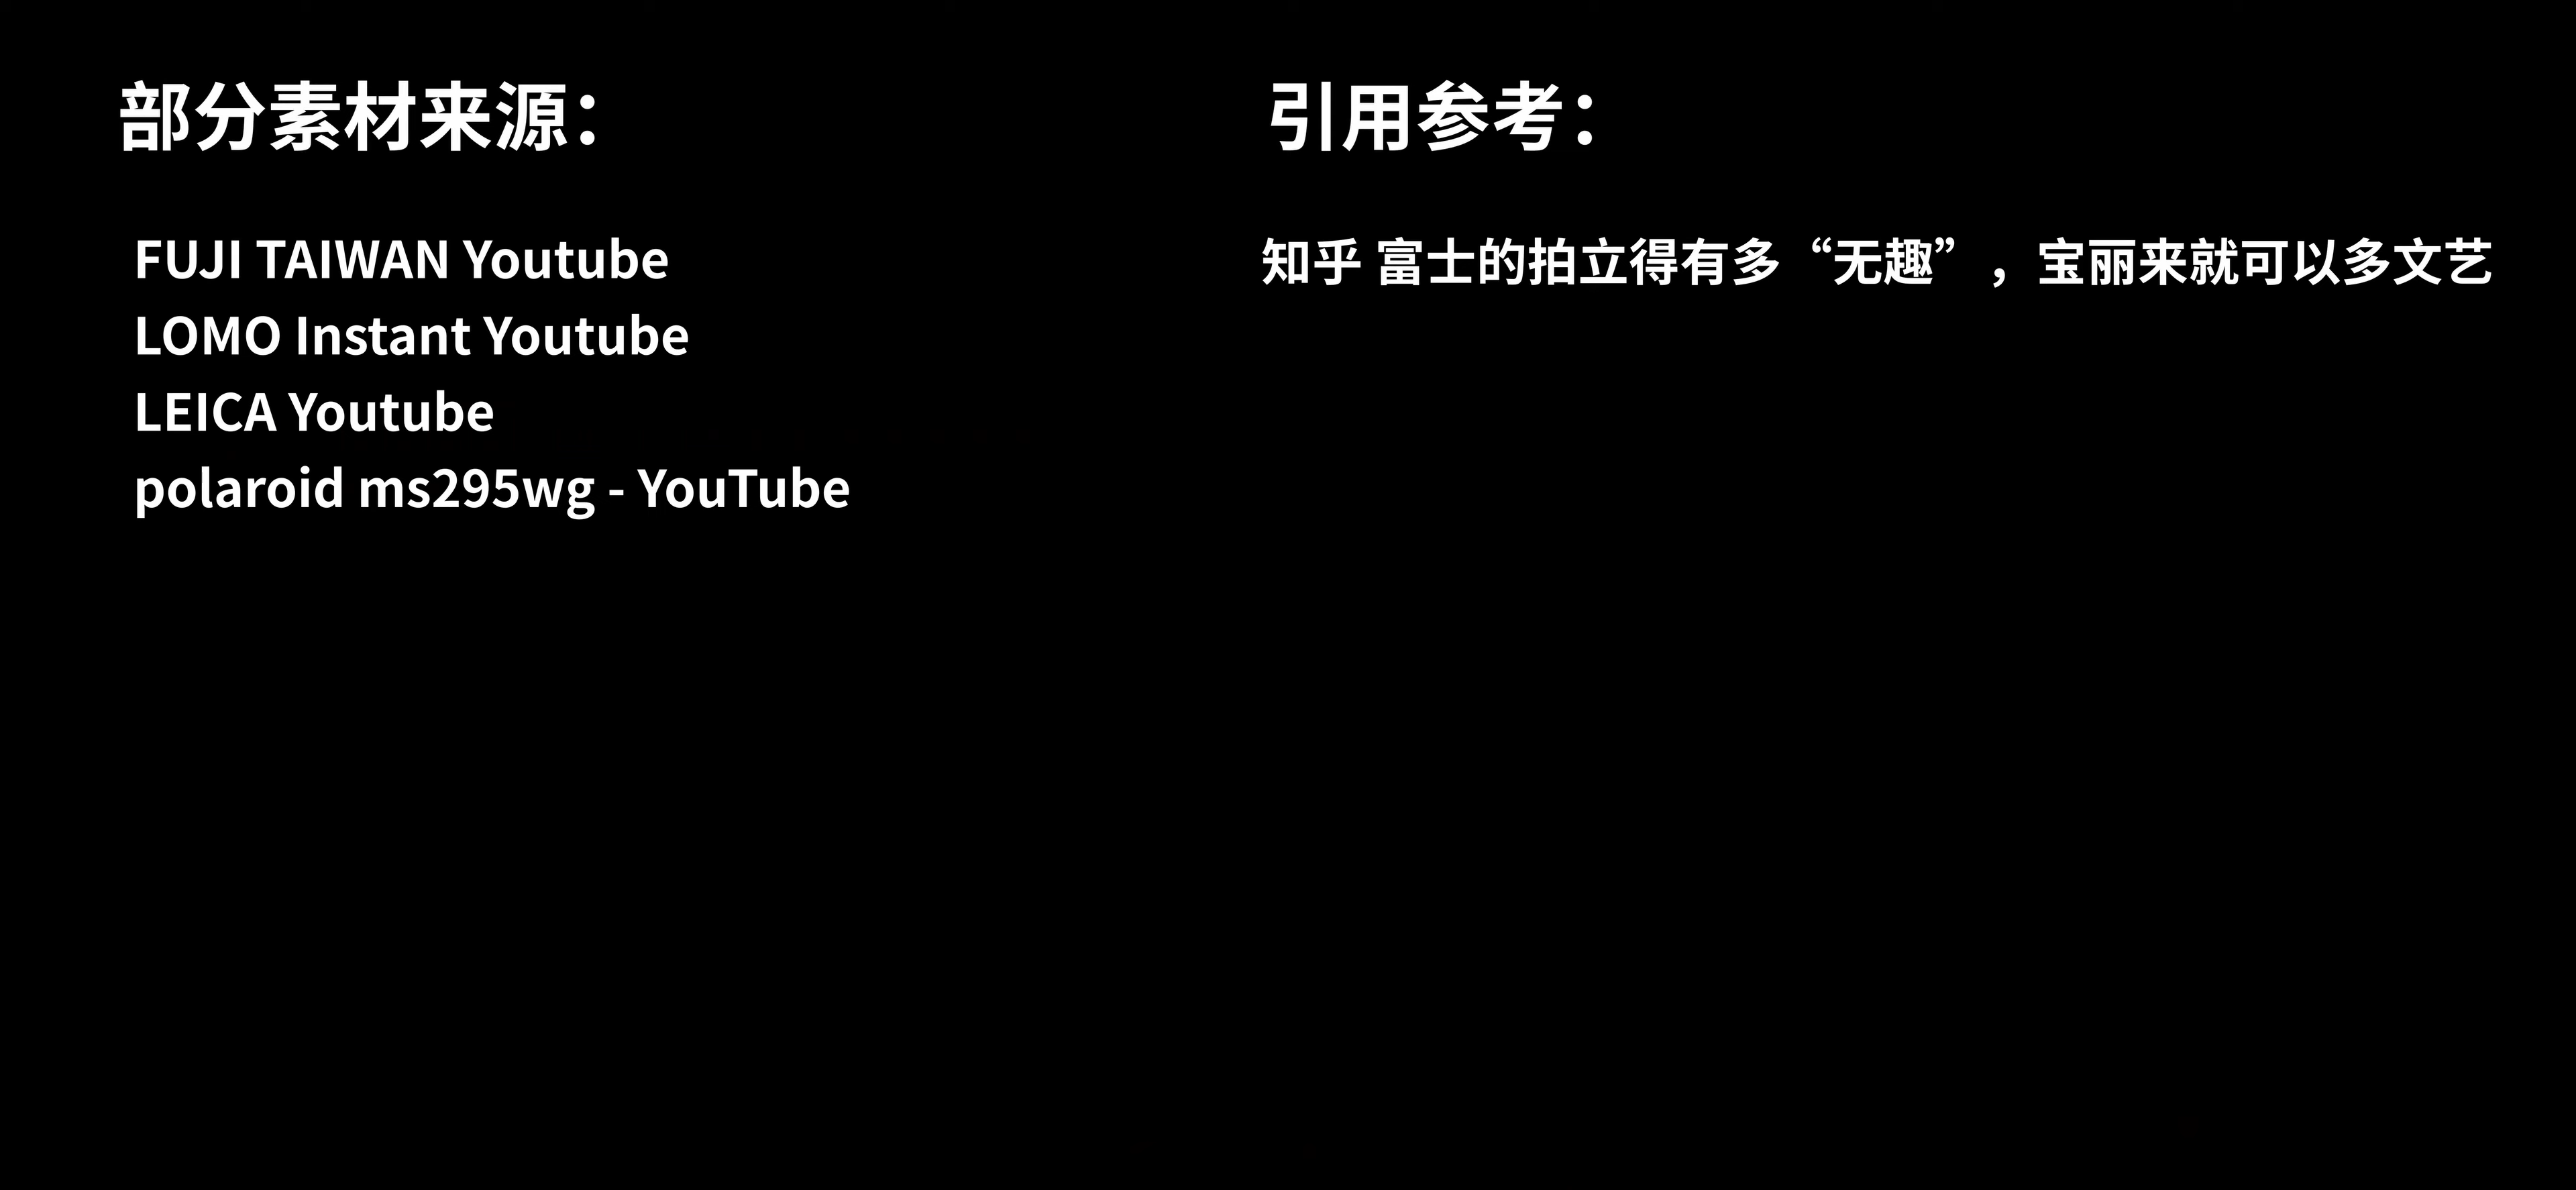 部分素材来源：
FUJI TAIWAN Youtube
LOMO Instant Youtube
LEICA Youtube
polaroid ms295wg - YouTube
引用参考：
知乎 富士的拍立得有多“无趣”，宝丽来就可以多文艺